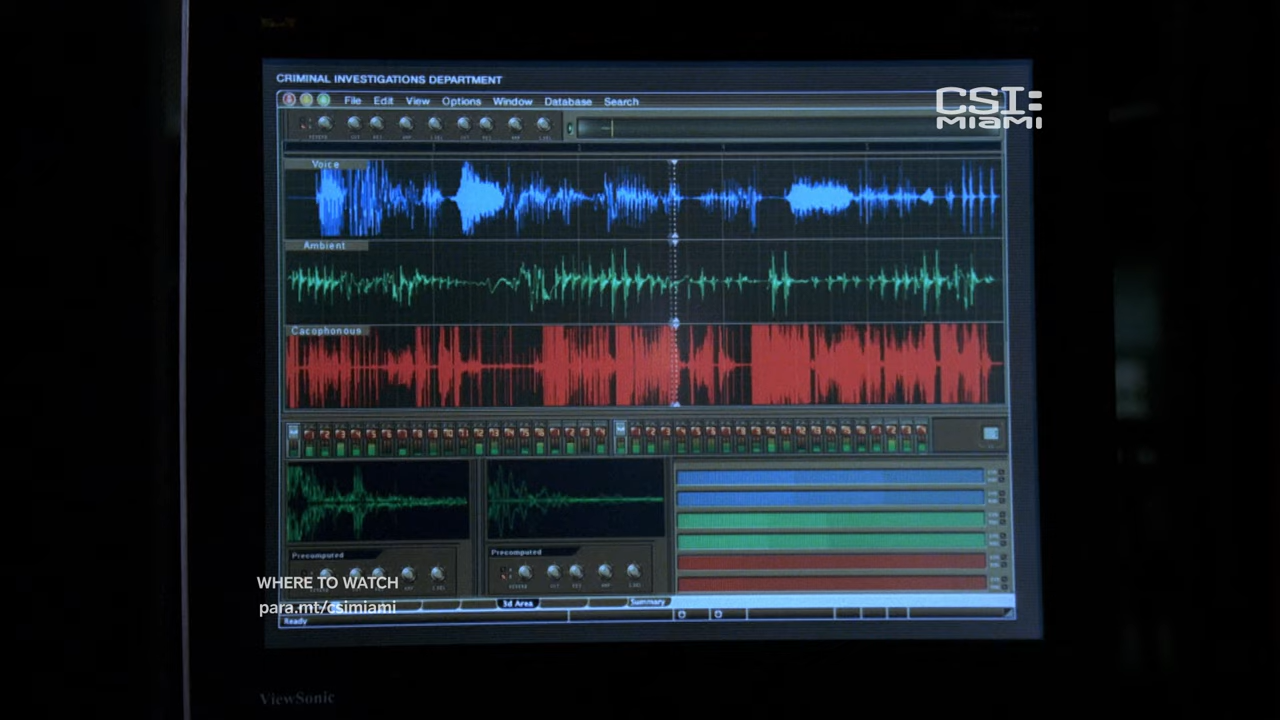 CRIMINAL INVESTIGATIONS DEPARTMENT
CSI:
MIAMI
File Edit View Options Window Database Search
Voice
Ambient
Cacophonous
Precomputed
Precomputed
REVERB
WHERE TO WATCH
para.mt/csimiami
3d Area
Summary
Ready
ViewSonic